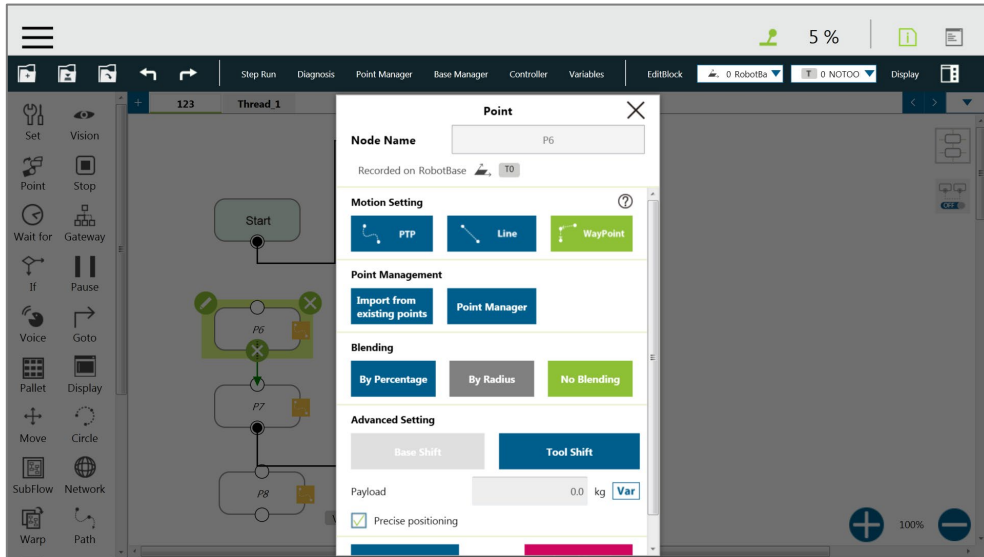 5 %
Step Run Diagnosis Point Manager Base Manager Controller Variables EditBlock 0 RobotBa T 0 NOTOO Display
123 Thread_1
Set Vision
Point Stop
Wait for Gateway
If Pause
Voice Goto
Pallet Display
Move Circle
SubFlow Network
Warp Path
Start
P6
P7
P8
Point
Node Name P6
Recorded on RobotBase T0
Motion Setting
PTP Line WayPoint
Point Management
Import from
existing points
Point Manager
Blending
By Percentage By Radius No Blending
Advanced Setting
Base Shift Tool Shift
Payload 0.0 kg Var
Precise positioning
OFF
100%